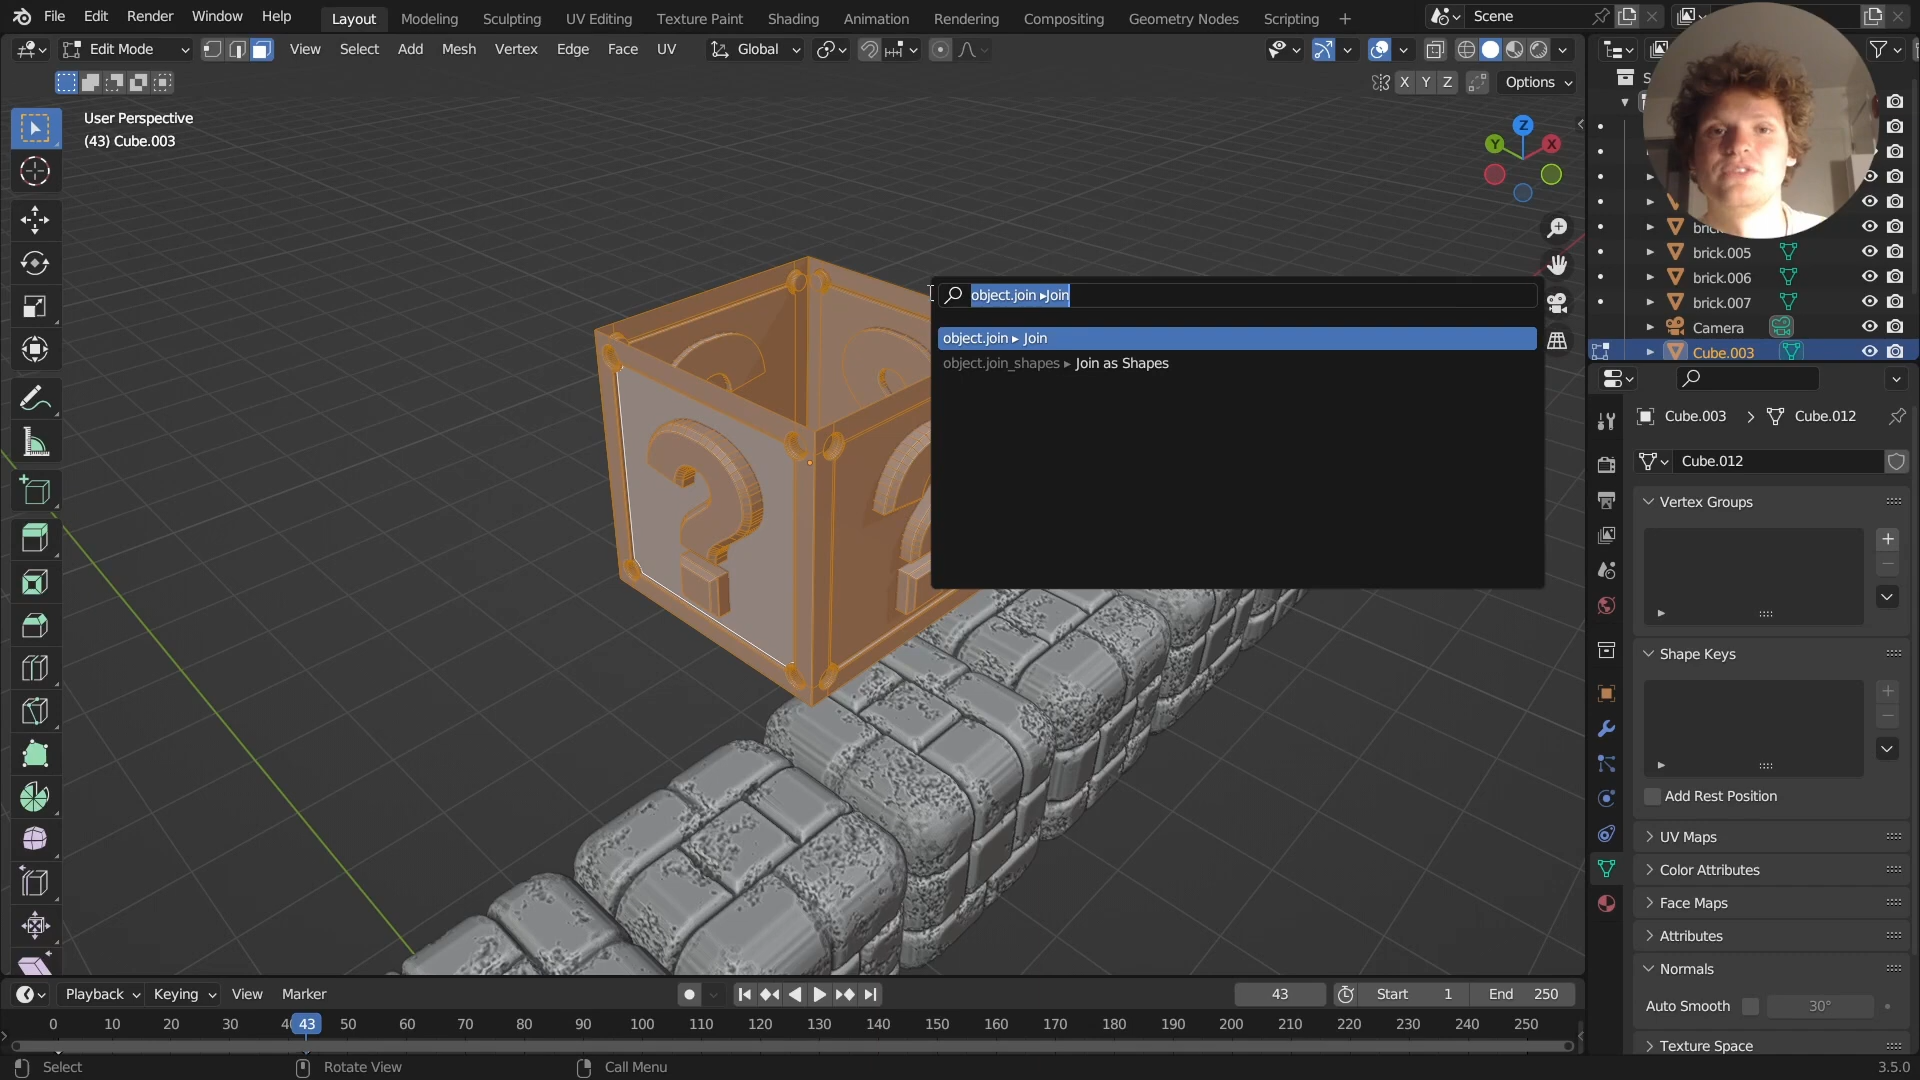 File Edit Render Window Help Layout Modeling Sculpting UV Editing Texture Paint Shading Animation Rendering Compositing Geometry Nodes Scripting + Scene
Edit Mode View Select Add Mesh Vertex Edge Face UV Global
X Y Z Options
User Perspective
(43) Cube.003
Z
Y X
brick.005
brick.006
brick.007
Camera
Cube.003
object.join ▸Join
object.join ▸ Join
object.join_shapes ▸ Join as Shapes
Cube.003 > Cube.012
Cube.012
Vertex Groups
Shape Keys
Add Rest Position
UV Maps
Color Attributes
Face Maps
Attributes
Normals
Auto Smooth 30°
Texture Space
Playback Keying View Marker 43 Start 1 End 250
0 10 20 30 43 50 60 70 80 90 100 110 120 130 140 150 160 170 180 190 200 210 220 230 240 250
Select Rotate View Call Menu 3.5.0